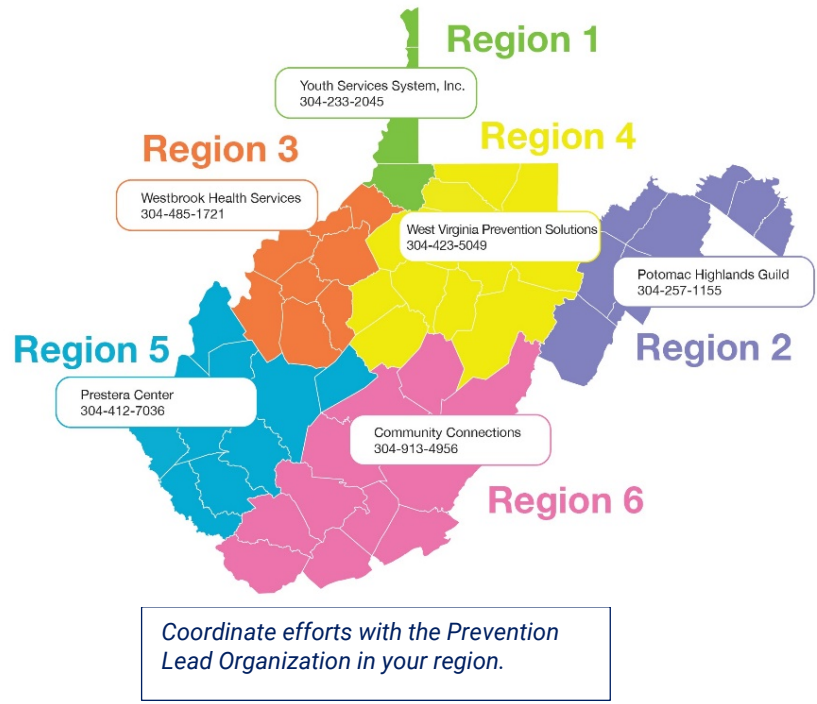 Region 1
Youth Services System, Inc.
304-233-2045
Region 4
Region 3
Westbrook Health Services
304-485-1721
West Virginia Prevention Solutions
304-423-5049
Potomac Highlands Guild
304-257-1155
Region 2
Region 5
Prestera Center
304-412-7036
Community Connections
304-913-4956
Region 6
Coordinate efforts with the Prevention
Lead Organization in your region.